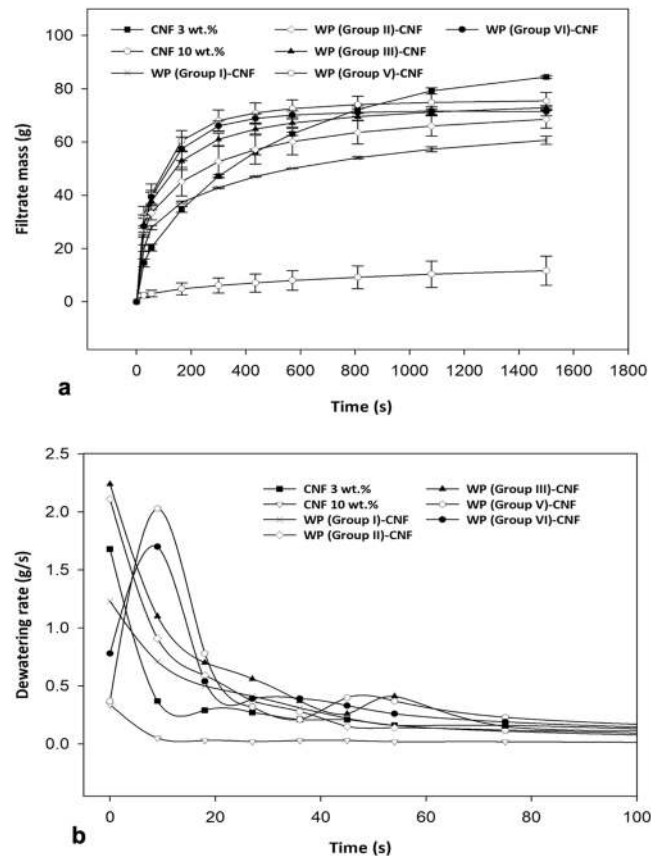 CNF 3 wt.% WP (Group II)-CNF WP (Group VI)-CNF
CNF 10 wt.% WP (Group III)-CNF
WP (Group I)-CNF WP (Group V)-CNF
100
80
60
40
20
0
Filtrate mass (g)
0 200 400 600 800 1000 1200 1400 1600 1800
a
Time (s)
2.5
2.0
1.5
1.0
0.5
0.0
Dewatering rate (g/s)
CNF 3 wt.% WP (Group III)-CNF
CNF 10 wt.% WP (Group V)-CNF
WP (Group I)-CNF WP (Group VI)-CNF
WP (Group II)-CNF
0 20 40 60 80 100
b
Time (s)